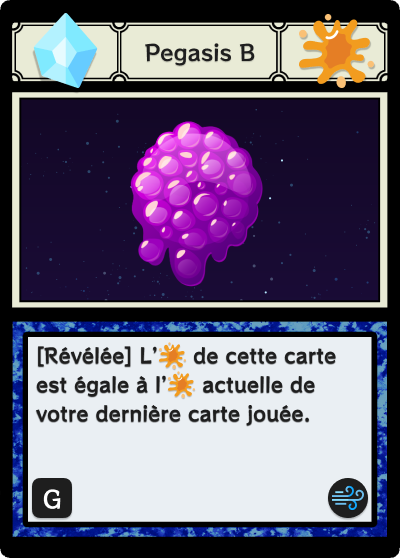 Pegasis B
[Révélée] L’ de cette carte
est égale à l’ actuelle de
votre dernière carte jouée.
G